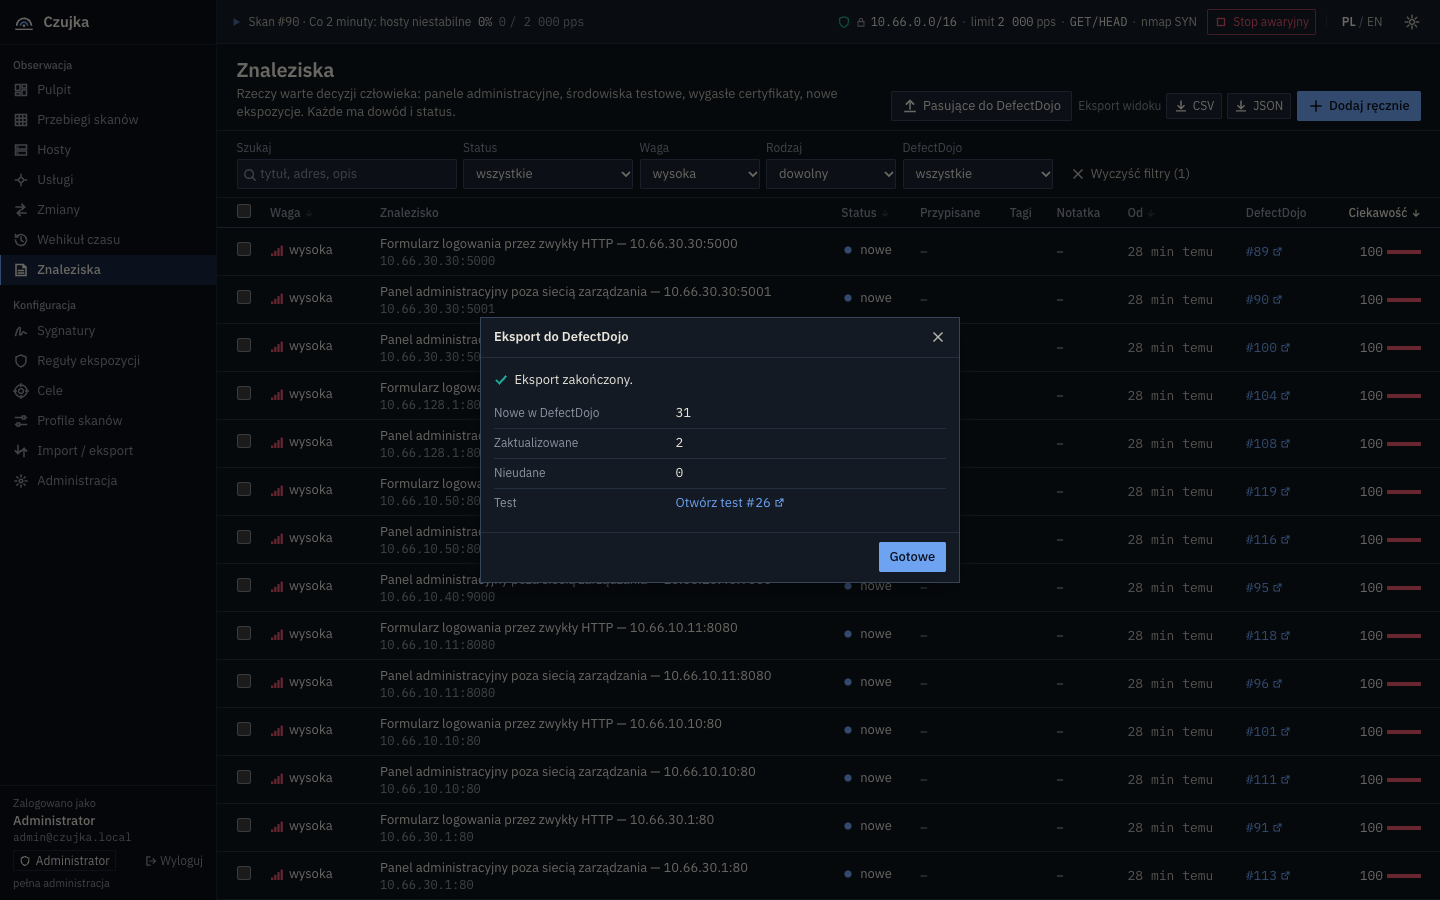 Czujka
Skan #90 · Co 2 minuty: hosty niestabilne 0% 0 / 2 000 pps
10.66.0.0/16 · limit 2 000 pps · GET/HEAD · nmap SYN
Stop awaryjny
PL / EN
Obserwacja
Pulpit
Przebiegi skanów
Hosty
Usługi
Zmiany
Wehikuł czasu
Znaleziska
Konfiguracja
Sygnatury
Reguły ekspozycji
Cele
Profile skanów
Import / eksport
Administracja
Zalogowano jako
Administrator
admin@czujka.local
Administrator
Wyloguj
pełna administracja
Znaleziska
Rzeczy warte decyzji człowieka: panele administracyjne, środowiska testowe, wygasłe certyfikaty, nowe
ekspozycje. Każde ma dowód i status.
Pasujące do DefectDojo
Eksport widoku
CSV
JSON
Dodaj ręcznie
Szukaj Status Waga Rodzaj DefectDojo
tytuł, adres, opis wszystkie wysoka dowolny wszystkie Wyczyść filtry (1)
Waga Znalezisko Status Przypisane Tagi Notatka Od DefectDojo Ciekawość
wysoka Formularz logowania przez zwykły HTTP — 10.66.30.30:5000 nowe – – 28 min temu #89 100
10.66.30.30:5000
wysoka Panel administracyjny poza siecią zarządzania — 10.66.30.30:5001 nowe – – 28 min temu #90 100
10.66.30.30:5001
wysoka Panel administra – 28 min temu #100 100
10.66.30.30:50
wysoka Formularz logowa – 28 min temu #104 100
10.66.128.1:80
wysoka Panel administra – 28 min temu #108 100
10.66.128.1:80
wysoka Formularz logowa – 28 min temu #119 100
10.66.10.50:80
wysoka Panel administra – 28 min temu #116 100
10.66.10.50:80
wysoka Panel administracyjny poza siecią zarządzania nowe – – 28 min temu #95 100
10.66.10.40:9000
wysoka Formularz logowania przez zwykły HTTP — 10.66.10.11:8080 nowe – – 28 min temu #118 100
10.66.10.11:8080
wysoka Panel administracyjny poza siecią zarządzania — 10.66.10.11:8080 nowe – – 28 min temu #96 100
10.66.10.11:8080
wysoka Formularz logowania przez zwykły HTTP — 10.66.10.10:80 nowe – – 28 min temu #101 100
10.66.10.10:80
wysoka Panel administracyjny poza siecią zarządzania — 10.66.10.10:80 nowe – – 28 min temu #111 100
10.66.10.10:80
wysoka Formularz logowania przez zwykły HTTP — 10.66.30.1:80 nowe – – 28 min temu #91 100
10.66.30.1:80
wysoka Panel administracyjny poza siecią zarządzania — 10.66.30.1:80 nowe – – 28 min temu #113 100
10.66.30.1:80
Eksport do DefectDojo
Eksport zakończony.
Nowe w DefectDojo 31
Zaktualizowane 2
Nieudane 0
Test Otwórz test #26
Gotowe